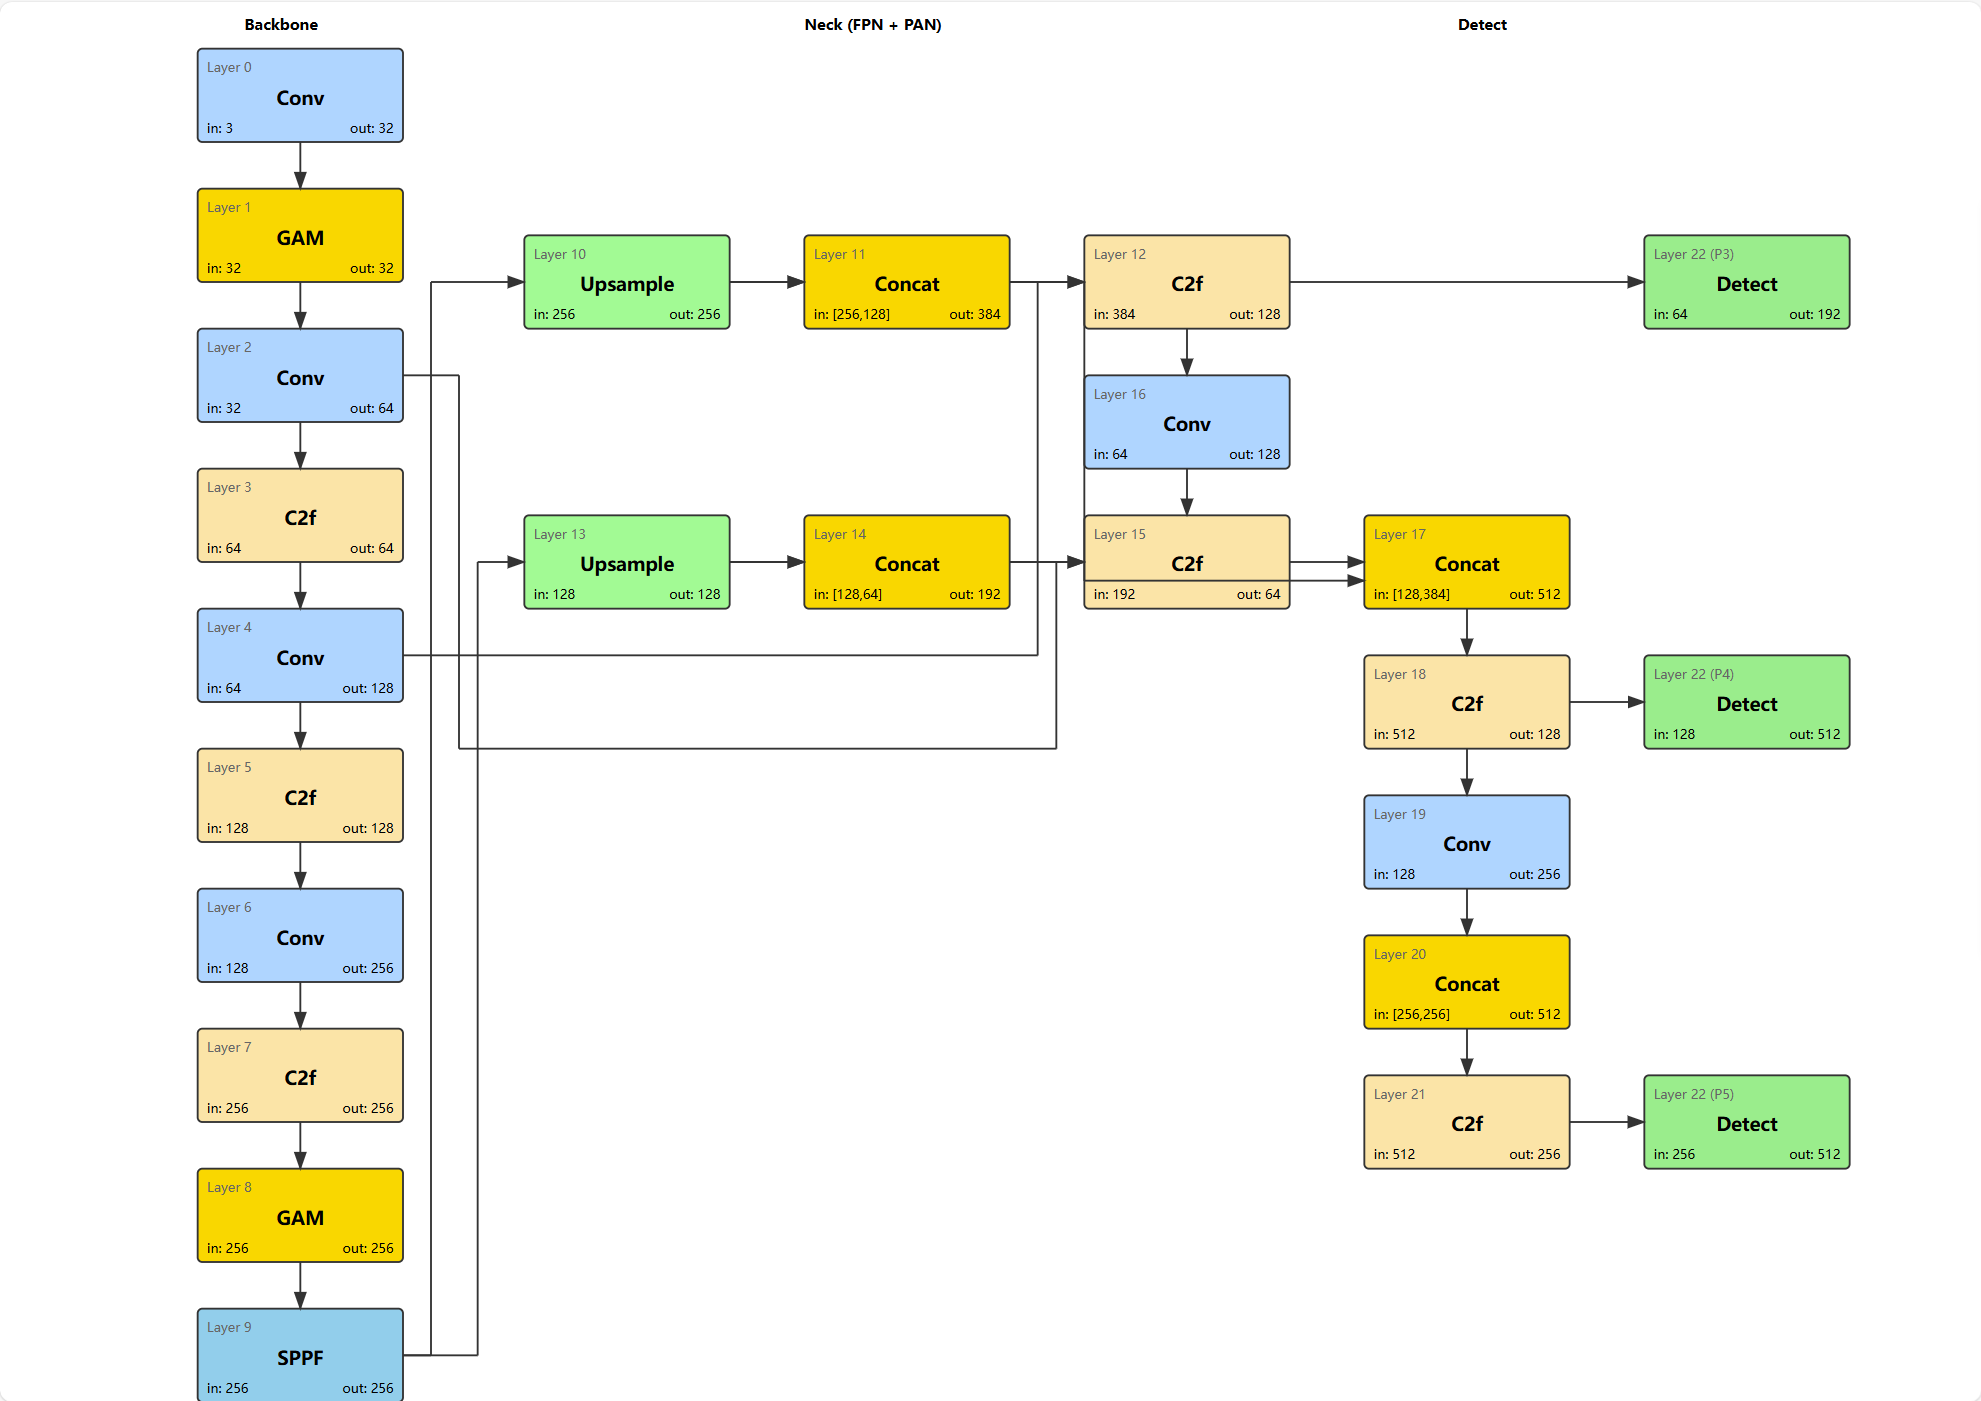 Backbone
Neck (FPN + PAN)
Detect
Layer 0
Conv
in: 3
out: 32
Layer 1
GAM
in: 32
out: 32
Layer 2
Conv
in: 32
out: 64
Layer 3
C2f
in: 64
out: 64
Layer 4
Conv
in: 64
out: 128
Layer 5
C2f
in: 128
out: 128
Layer 6
Conv
in: 128
out: 256
Layer 7
C2f
in: 256
out: 256
Layer 8
GAM
in: 256
out: 256
Layer 9
SPPF
in: 256
out: 256
Layer 10
Upsample
in: 256
out: 256
Layer 11
Concat
in: [256,128]
out: 384
Layer 12
C2f
in: 384
out: 128
Layer 22 (P3)
Detect
in: 64
out: 192
Layer 16
Conv
in: 64
out: 128
Layer 13
Upsample
in: 128
out: 128
Layer 14
Concat
in: [128,64]
out: 192
Layer 15
C2f
in: 192
out: 64
Layer 17
Concat
in: [128,384]
out: 512
Layer 18
C2f
in: 512
out: 128
Layer 22 (P4)
Detect
in: 128
out: 512
Layer 19
Conv
in: 128
out: 256
Layer 20
Concat
in: [256,256]
out: 512
Layer 21
C2f
in: 512
out: 256
Layer 22 (P5)
Detect
in: 256
out: 512